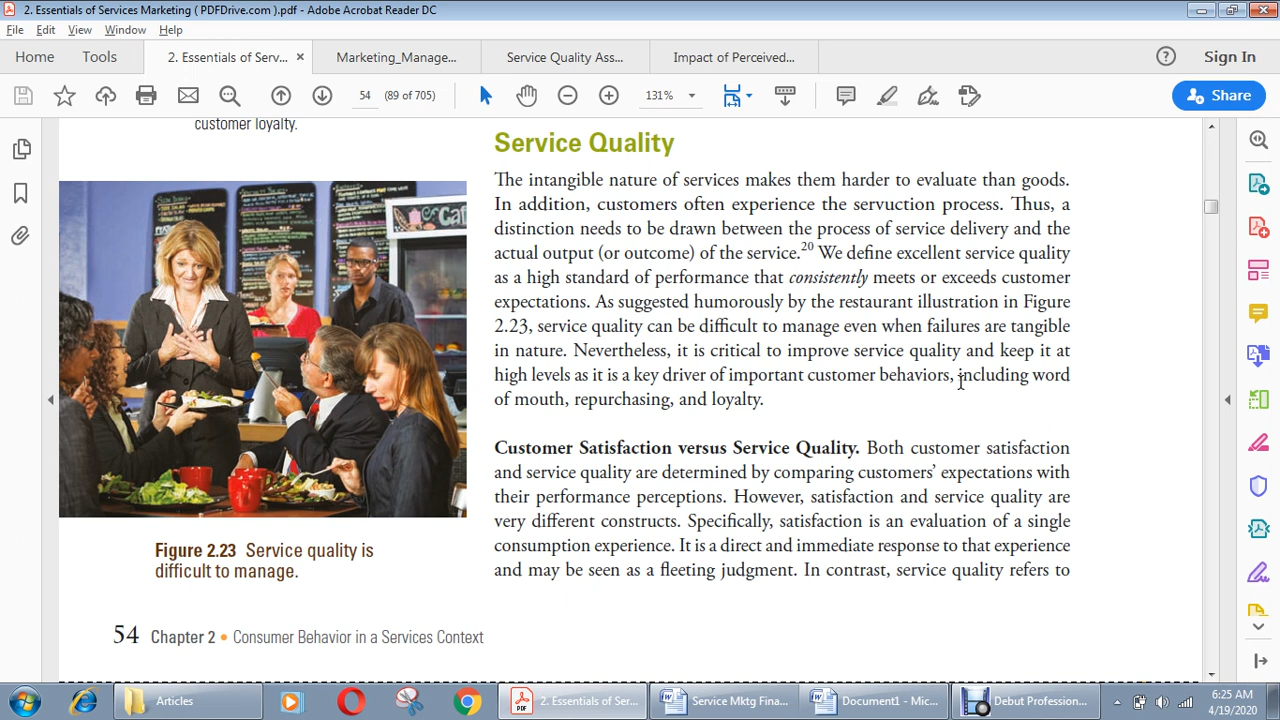 2. Essentials of Services Marketing ( PDFDrive.com ).pdf - Adobe Acrobat Reader DC
File Edit View Window Help
Home Tools 2. Essentials of Serv... × Marketing_Manage... Service Quality Ass... Impact of Perceived... Sign In
54 (89 of 705) 131% Share
customer loyalty.
Service Quality
The intangible nature of services makes them harder to evaluate than goods.
In addition, customers often experience the servuction process. Thus, a
distinction needs to be drawn between the process of service delivery and the
actual output (or outcome) of the service.20 We define excellent service quality
as a high standard of performance that consistently meets or exceeds customer
expectations. As suggested humorously by the restaurant illustration in Figure
2.23, service quality can be difficult to manage even when failures are tangible
in nature. Nevertheless, it is critical to improve service quality and keep it at
high levels as it is a key driver of important customer behaviors, including word
of mouth, repurchasing, and loyalty.
Customer Satisfaction versus Service Quality. Both customer satisfaction
and service quality are determined by comparing customers' expectations with
their performance perceptions. However, satisfaction and service quality are
very different constructs. Specifically, satisfaction is an evaluation of a single
consumption experience. It is a direct and immediate response to that experience
and may be seen as a fleeting judgment. In contrast, service quality refers to
Figure 2.23 Service quality is
difficult to manage.
54 Chapter 2 • Consumer Behavior in a Services Context
Articles
2. Essentials of Ser...
Service Mktg Fina...
Document1 - Mic...
Debut Profession...
6:25 AM
4/19/2020